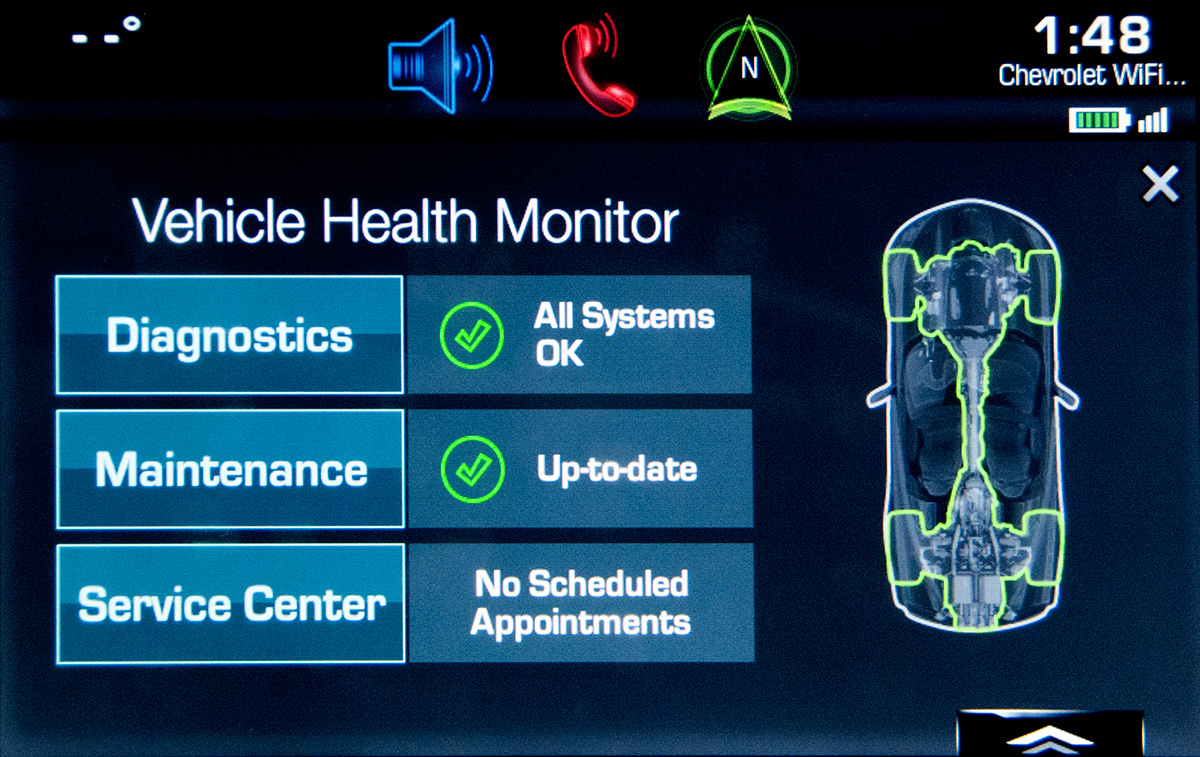 --°
N
1:48
Chevrolet WiFi...
Vehicle Health Monitor
Diagnostics
All Systems
OK
Maintenance
Up-to-date
Service Center
No Scheduled
Appointments